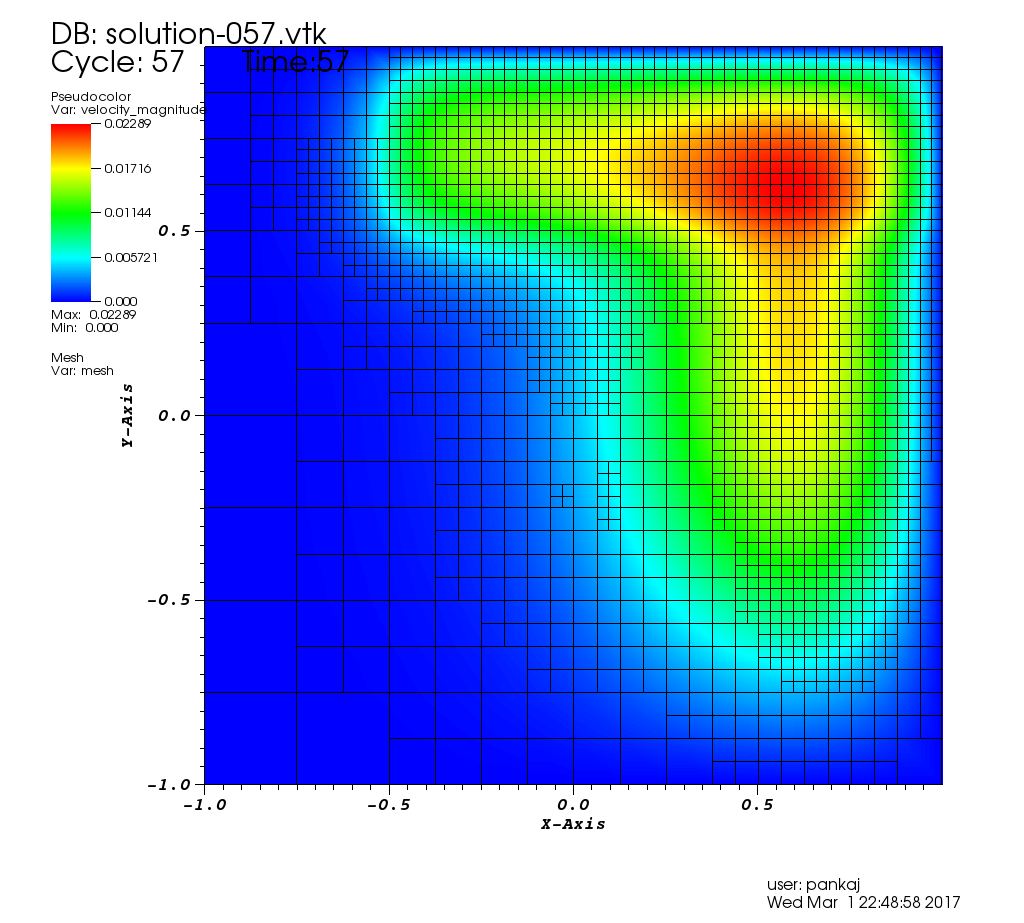 DB: solution-057.vtk
Cycle: 57 Time:57
Pseudocolor
Var: velocity_magnitude
0.02289
0.01716
0.01144
0.005721
0.000
Max: 0.02289
Min: 0.000
Mesh
Var: mesh
Y-Axis
0.5
0.0
-0.5
-1.0
-1.0 -0.5 0.0 0.5
X-Axis
user: pankaj
Wed Mar 1 22:48:58 2017